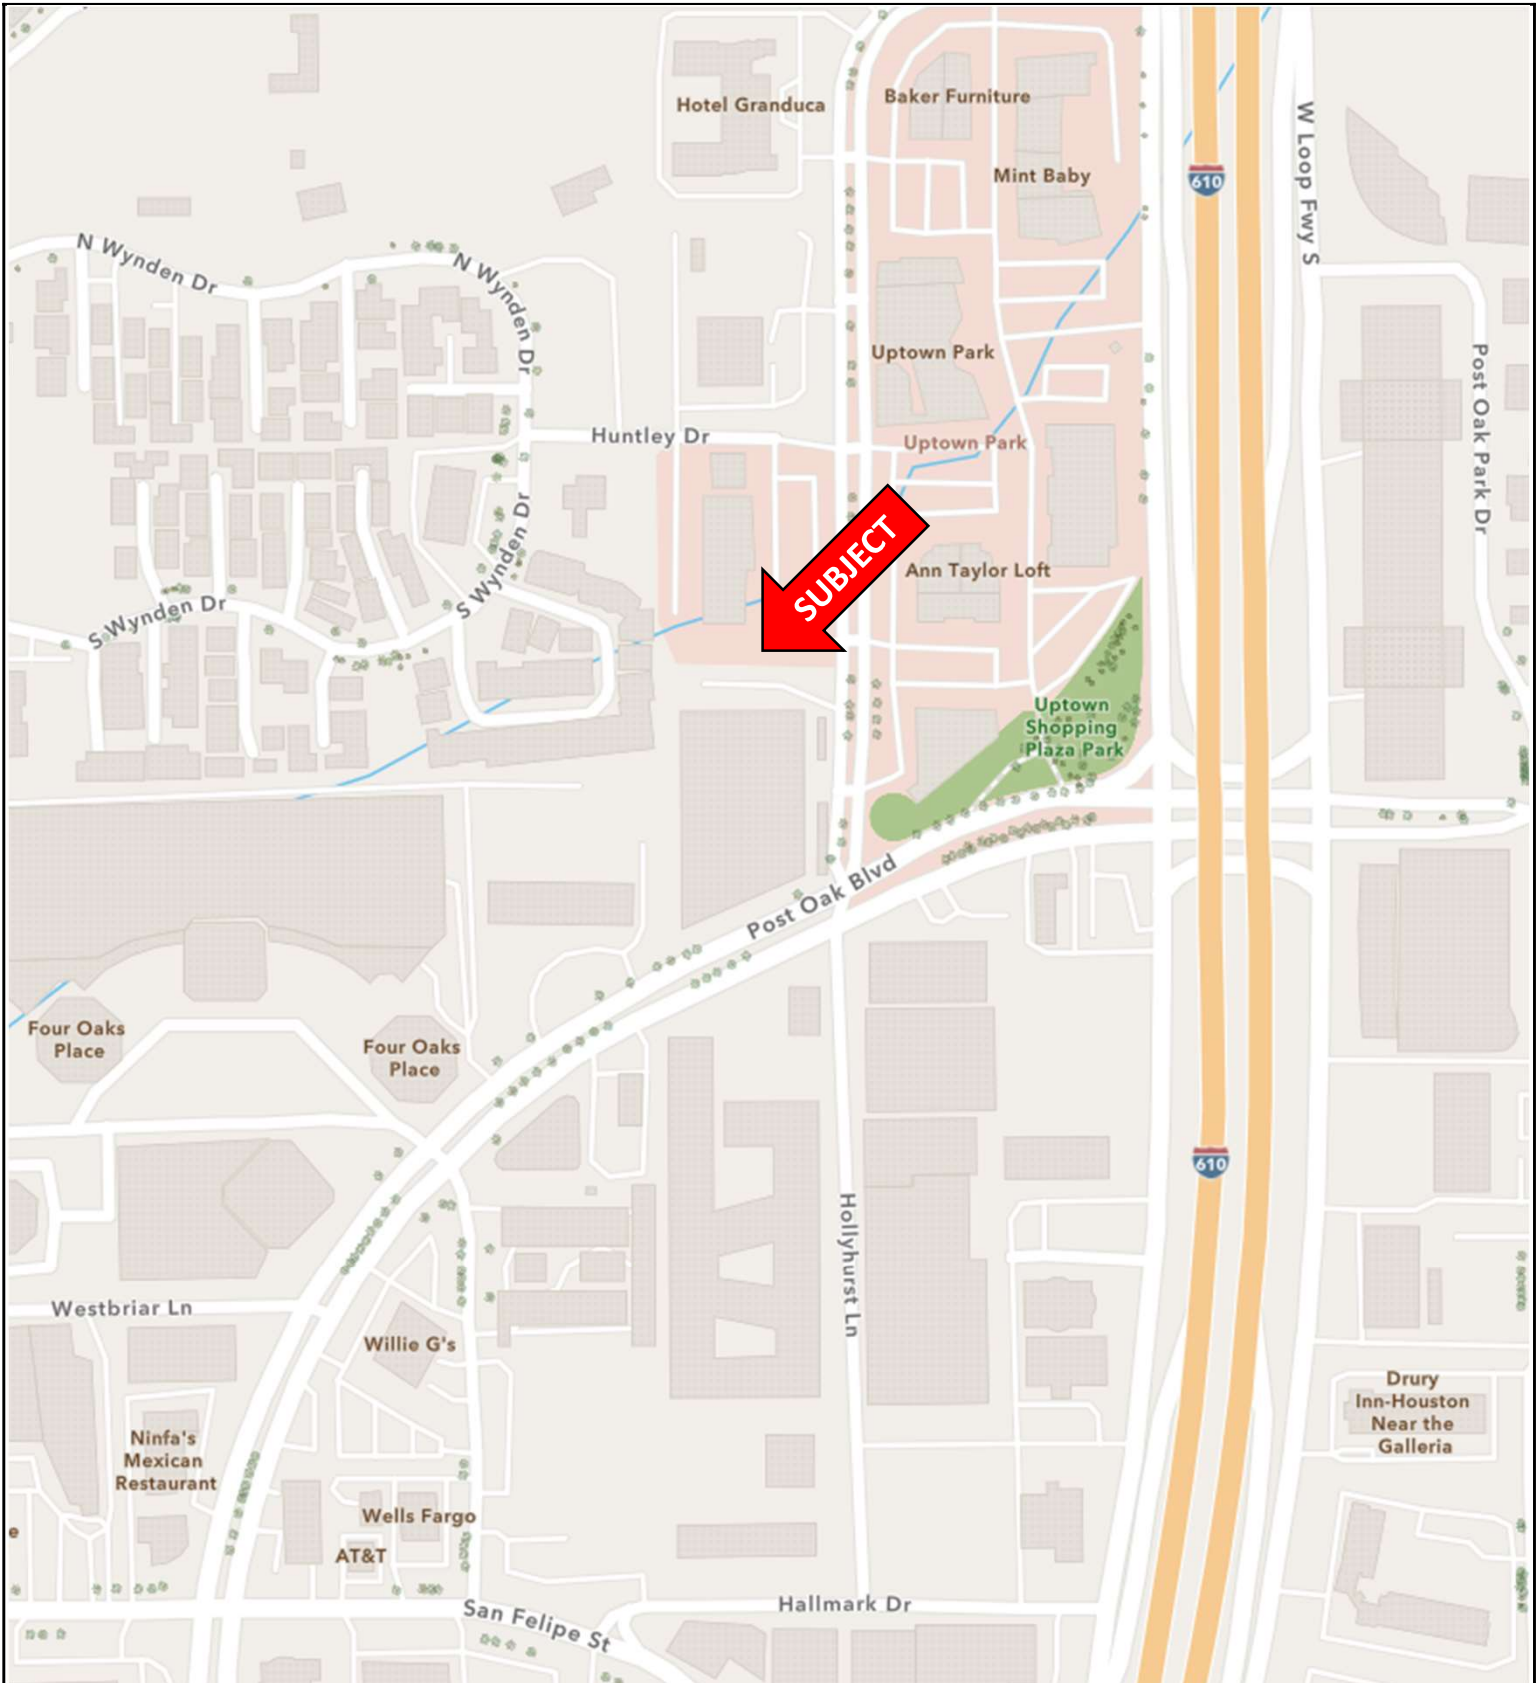 Hotel Granduca
Baker Furniture
W Loop Fwy S
Mint Baby
610
N Wynden Dr
N Wynden Dr
Post Oak Park Dr
Uptown Park
Huntley Dr
Uptown Park
SUBJECT
Ann Taylor Loft
S Wynden Dr
S Wynden Dr
Uptown
Shopping
Plaza Park
Post Oak Blvd
Four Oaks
Place
Four Oaks
Place
610
Hollyhurst Ln
Westbriar Ln
Willie G's
Drury
Inn-Houston
Near the
Galleria
Ninfa's
Mexican
Restaurant
Wells Fargo
e
AT&T
San Felipe St
Hallmark Dr